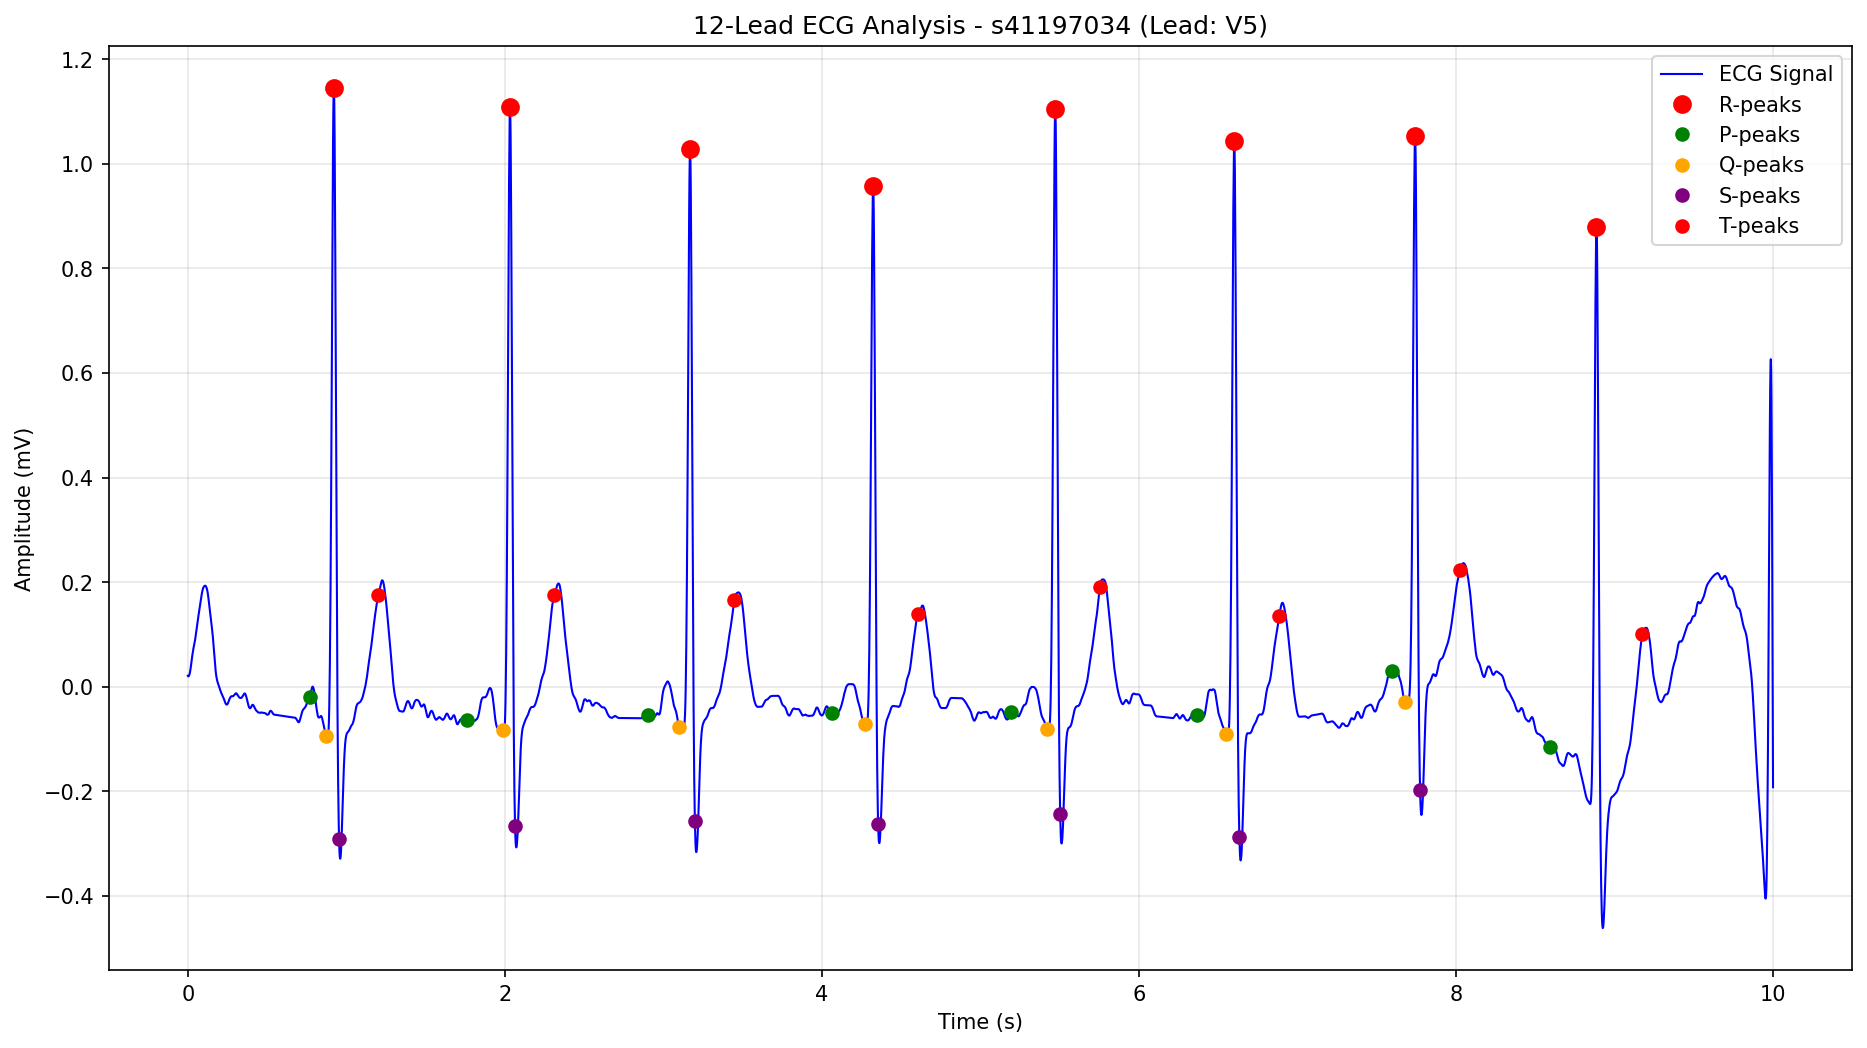 12-Lead ECG Analysis - s41197034 (Lead: V5)
ECG Signal
R-peaks
P-peaks
Q-peaks
S-peaks
T-peaks
Amplitude (mV)
1.2
1.0
0.8
0.6
0.4
0.2
0.0
−0.2
−0.4
0 2 4 6 8 10
Time (s)